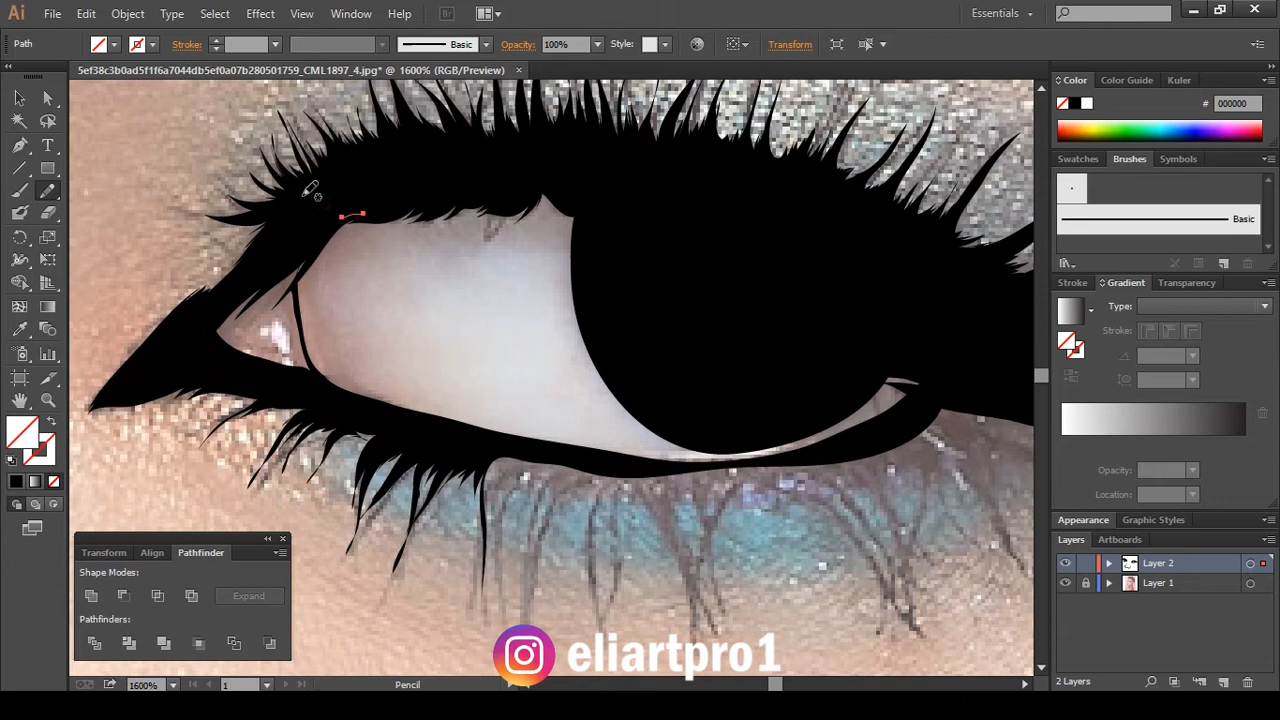 Ai File Edit Object Type Select Effect View Window Help Br Essentials
Path Stroke: Basic Opacity: 100% Style: Transform
5ef38c3b0ad5f1f6a7044db5ef0a07b280501759_CML1897_4.jpg* @ 1600% (RGB/Preview)
Color Color Guide Kuler
# 000000
Swatches Brushes Symbols
Basic
Stroke Gradient Transparency
Type:
Stroke:
Opacity:
Location:
Appearance Graphic Styles
Layers Artboards
Layer 2
Layer 1
2 Layers
Transform Align Pathfinder
Shape Modes:
Expand
Pathfinders:
eliartpro1
1600% 1 Pencil